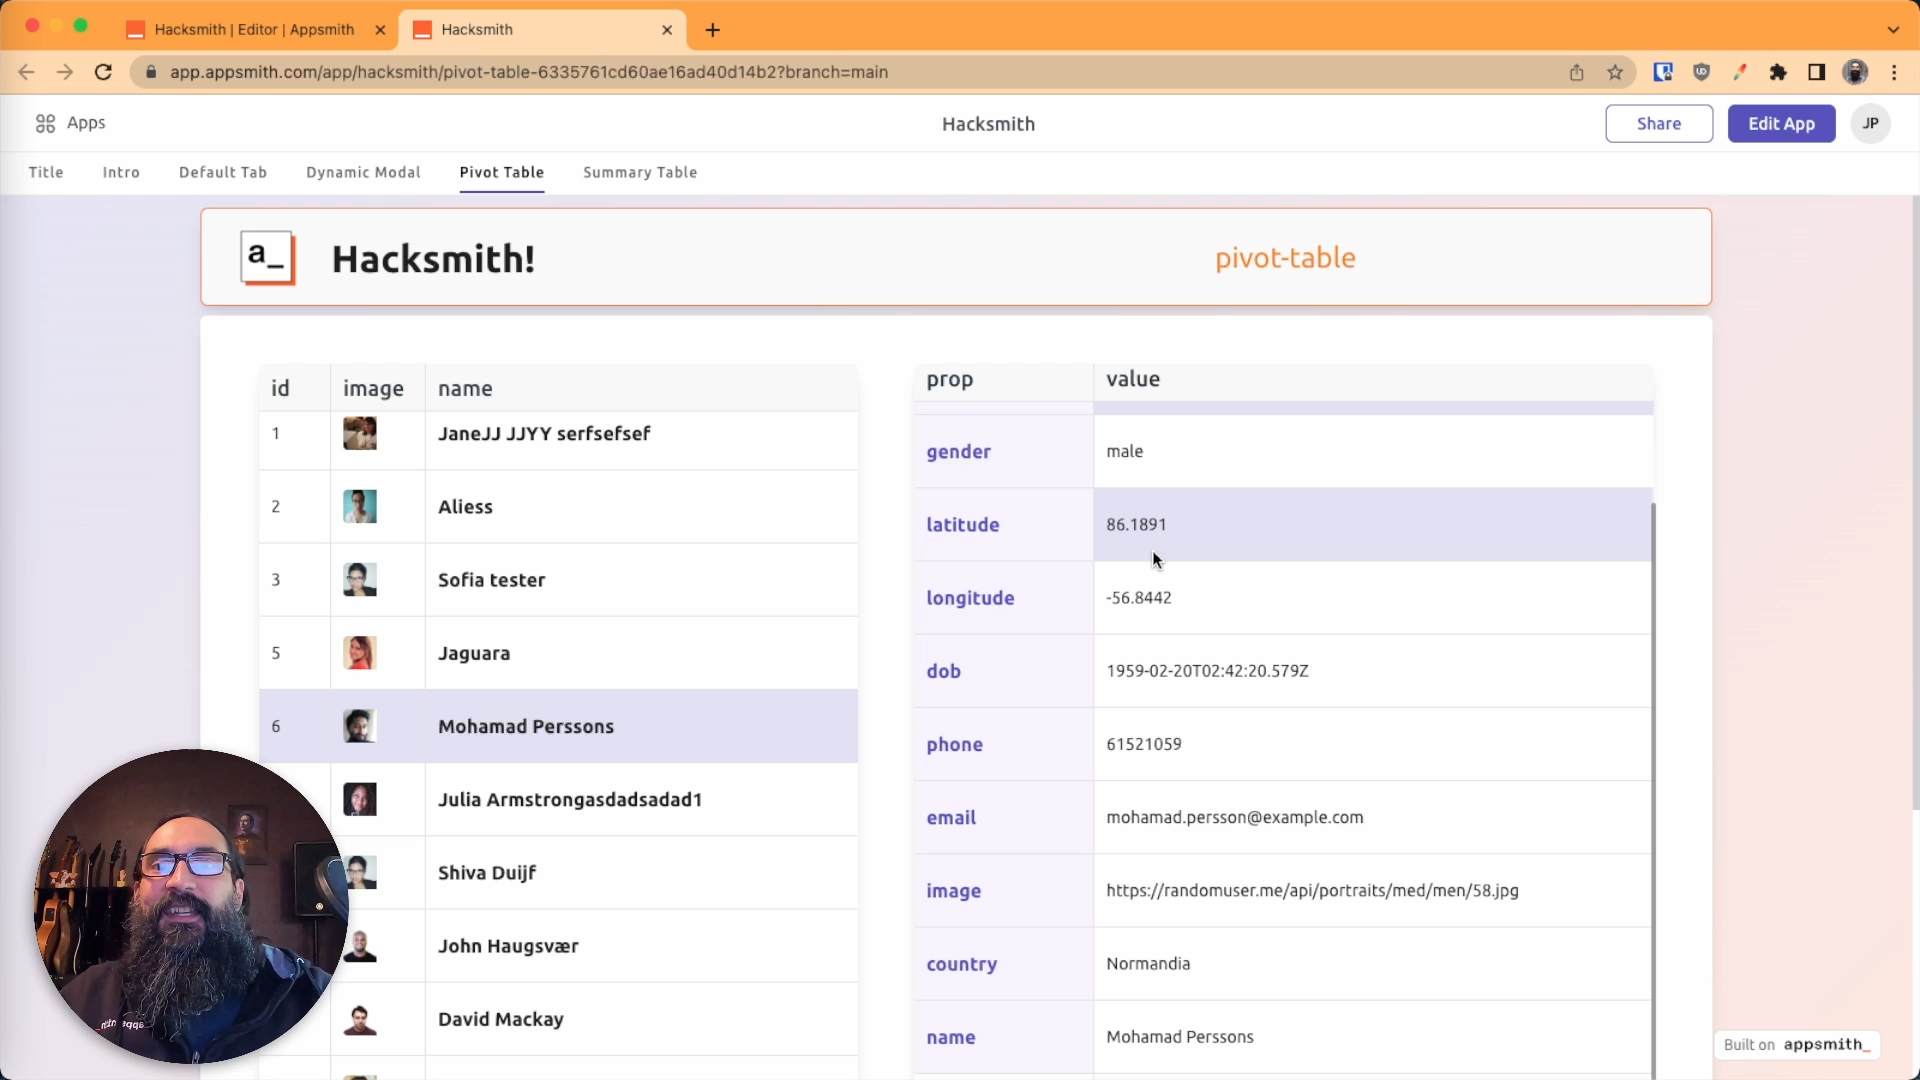 Hacksmith | Editor | Appsmith
Hacksmith
app.appsmith.com/app/hacksmith/pivot-table-6335761cd60ae16ad40d14b2?branch=main
Apps
Hacksmith
Share
Edit App
JP
Title
Intro
Default Tab
Dynamic Modal
Pivot Table
Summary Table
a_
Hacksmith!
pivot-table
id image name
1 JaneJJ JJYY serfsefsef
2 Aliess
3 Sofia tester
5 Jaguara
6 Mohamad Perssons
Julia Armstrongasdadsadad1
Shiva Duijf
John Haugsvær
David Mackay
prop value
gender male
latitude 86.1891
longitude -56.8442
dob 1959-02-20T02:42:20.579Z
phone 61521059
email mohamad.persson@example.com
image https://randomuser.me/api/portraits/med/men/58.jpg
country Normandia
name Mohamad Perssons
Built on appsmith_